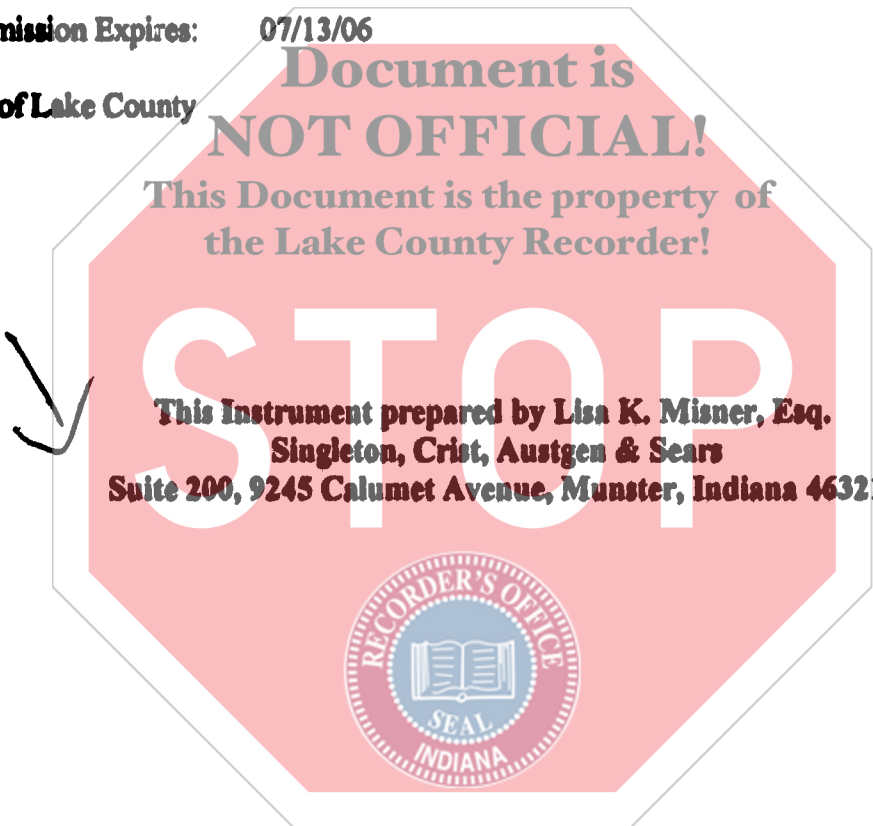 mission Expires: 07/13/06
Document is
of Lake County
NOT OFFICIAL!
This Document is the property of
the Lake County Recorder!
STOP
This Instrument prepared by Lisa K. Misner, Esq.
Singleton, Crist, Austgen & Sears
Suite 200, 9245 Calumet Avenue, Munster, Indiana 46321
RECORDER'S OFFICE
SEAL
INDIANA